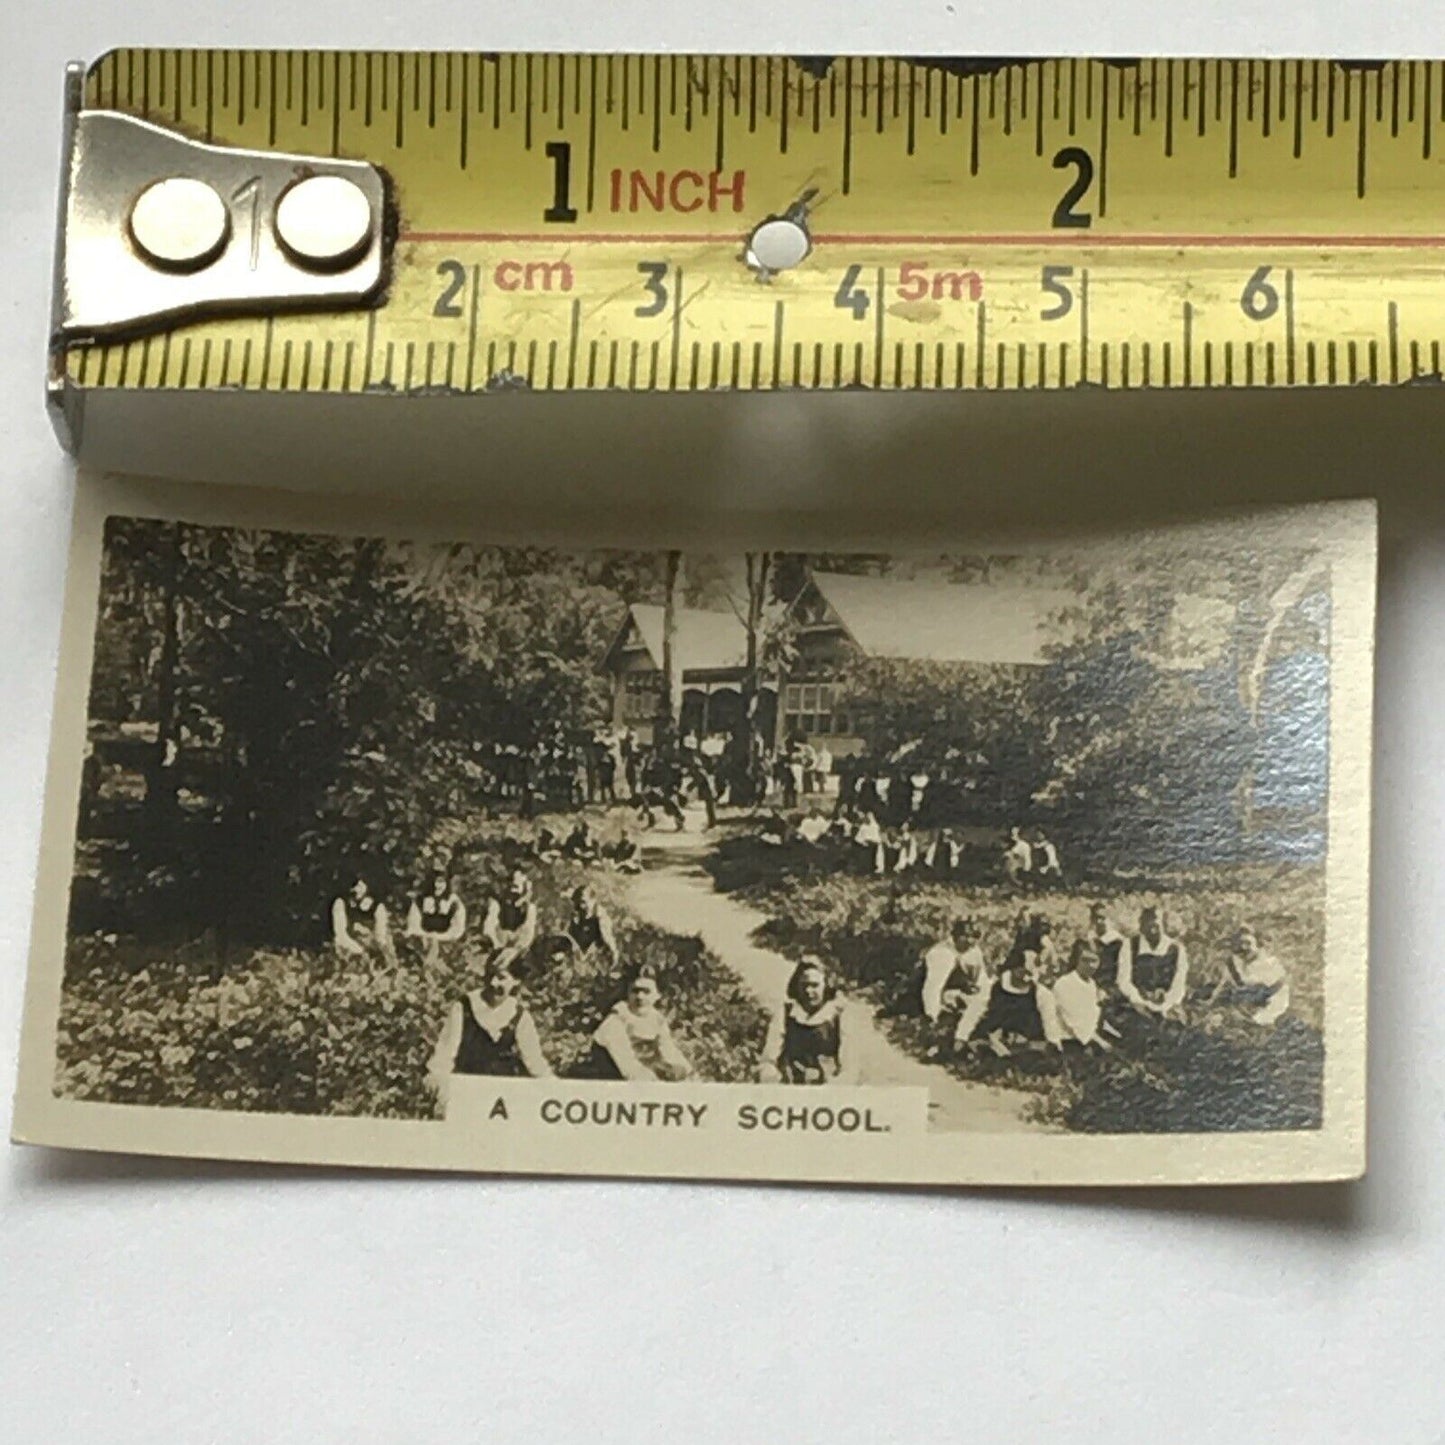 1
1 INCH 2
2 cm 3 4 5m 5 6
A COUNTRY SCHOOL.